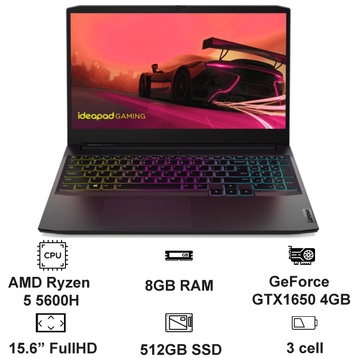 ideapad GAMING
Lenovo
CPU
AMD Ryzen
5 5600H
8GB RAM
GeForce
GTX1650 4GB
15.6” FullHD
512GB SSD
3 cell